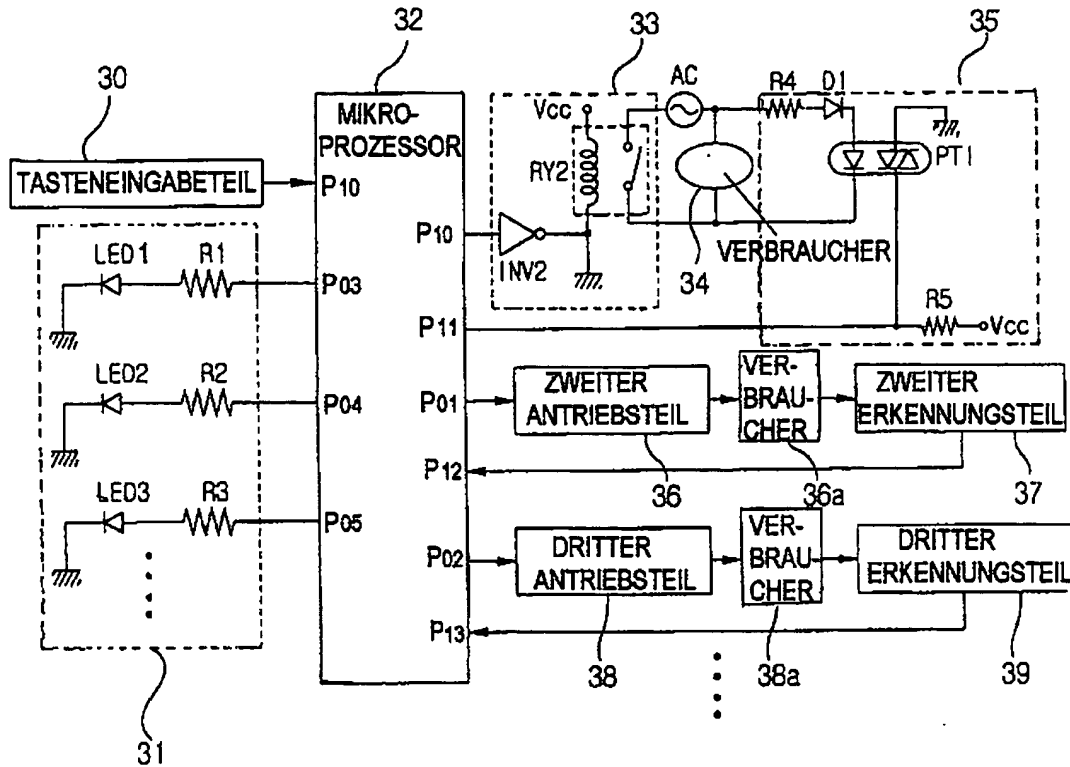 32
33
35
30
AC
R4
D1
Vcc
MIKRO-
PROZESSOR
PT1
RY2
TASTENEINGABETEIL
P10
P10
INV2
34
VERBRAUCHER
LED1
R1
P03
P11
R5
Vcc
LED2
R2
P04
P01
ZWEITER
ANTRIEBSTEIL
VER-
BRAU-
CHER
ZWEITER
ERKENNUNGSTEIL
P12
36
36a
37
LED3
R3
P05
P02
DRITTER
ANTRIEBSTEIL
VER-
BRAU-
CHER
DRITTER
ERKENNUNGSTEIL
P13
38
38a
39
31